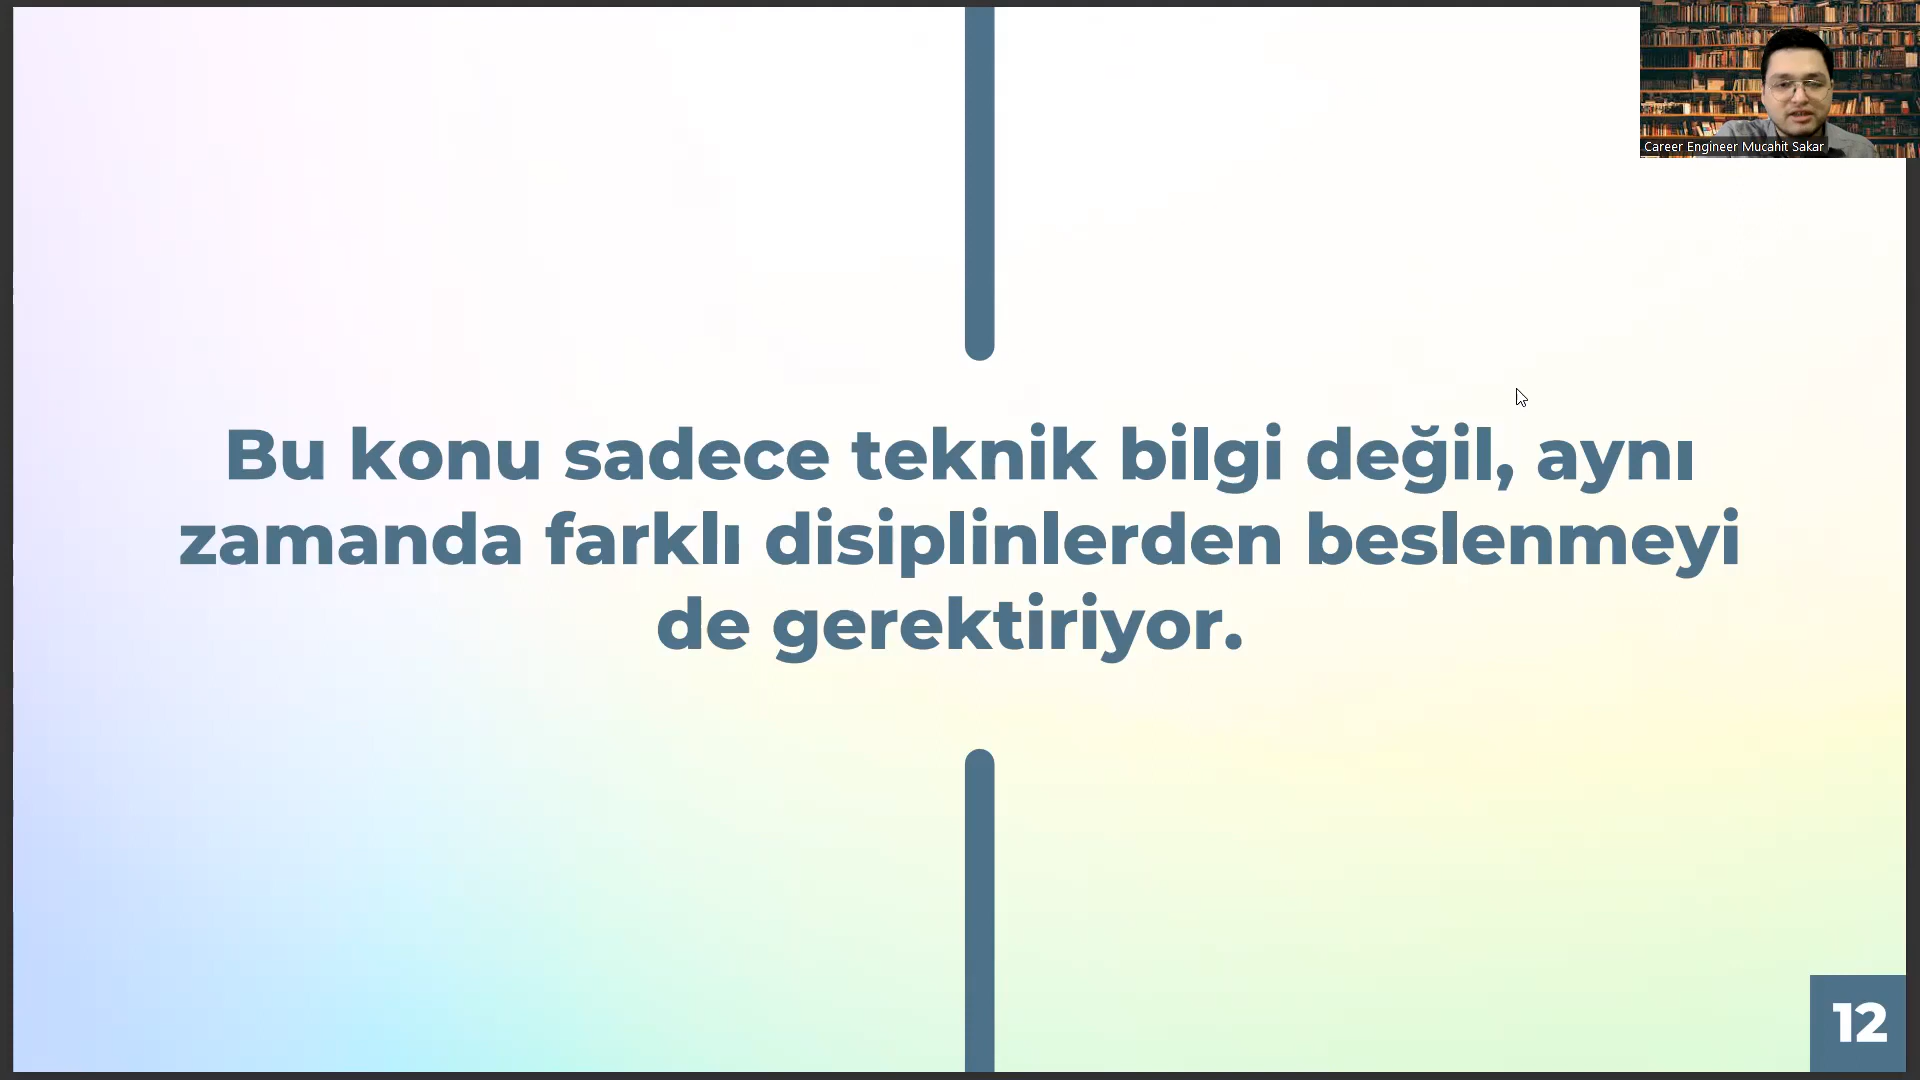 Career Engineer Mucahit Sakar
Bu konu sadece teknik bilgi değil, aynı
zamanda farklı disiplinlerden beslenmeyi
de gerektiriyor.
12